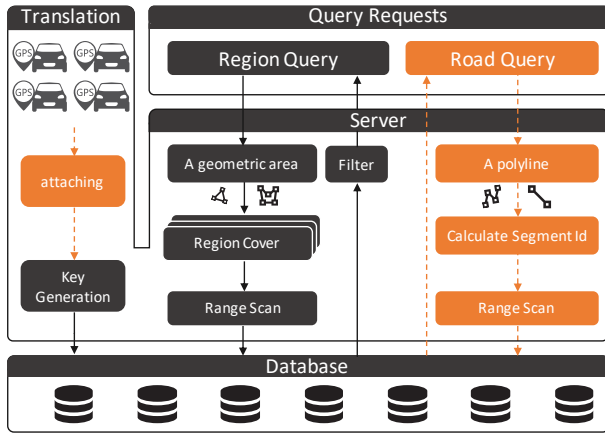 Translation
Query Requests
GPS
GPS
GPS
GPS
Region Query
Road Query
Server
A geometric area
Filter
A polyline
attaching
Region Cover
Calculate Segment Id
Key
Generation
Range Scan
Range Scan
Database